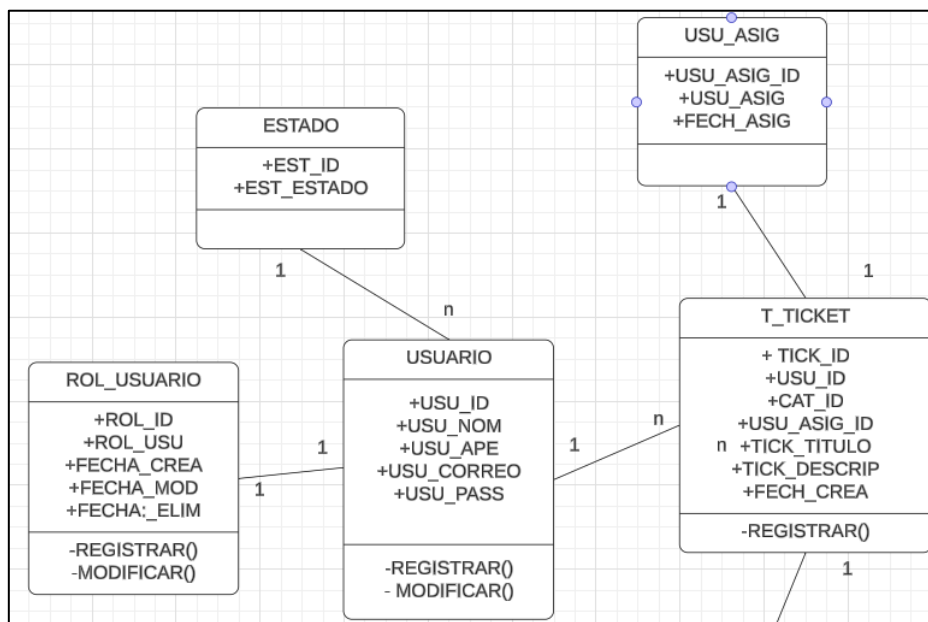 USU_ASIG
+USU_ASIG_ID
+USU_ASIG
+FECH_ASIG
1
1
ESTADO
+EST_ID
+EST_ESTADO
1
n
ROL_USUARIO
+ROL_ID
+ROL_USU
+FECHA_CREA
+FECHA_MOD
+FECHA:_ELIM
-REGISTRAR()
-MODIFICAR()
1
1
USUARIO
+USU_ID
+USU_NOM
+USU_APE
+USU_CORREO
+USU_PASS
-REGISTRAR()
- MODIFICAR()
1
n
T_TICKET
+ TICK_ID
+USU_ID
+CAT_ID
+USU_ASIG_ID
n +TICK_TITULO
+TICK_DESCRIP
+FECH_CREA
-REGISTRAR()
1